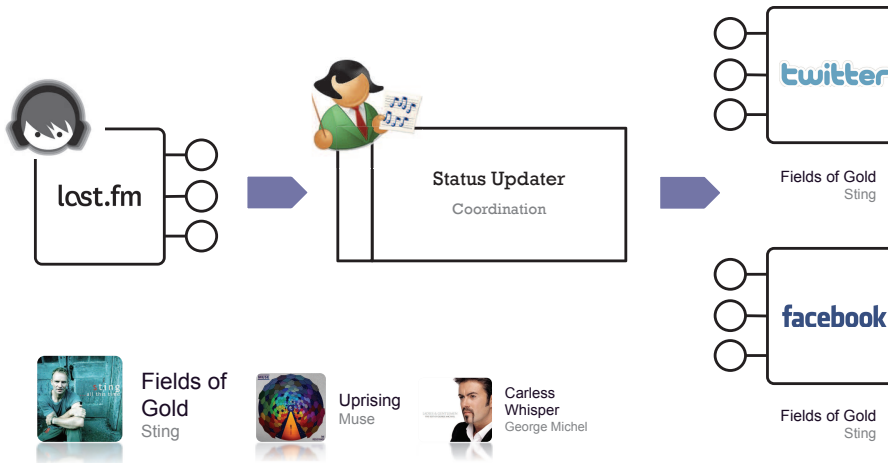 last.fm
Status Updater
Coordination
twitter
Fields of Gold
Sting
facebook
Fields of Gold
Sting
Fields of
Gold
Sting
Uprising
Muse
Carless
Whisper
George Michel